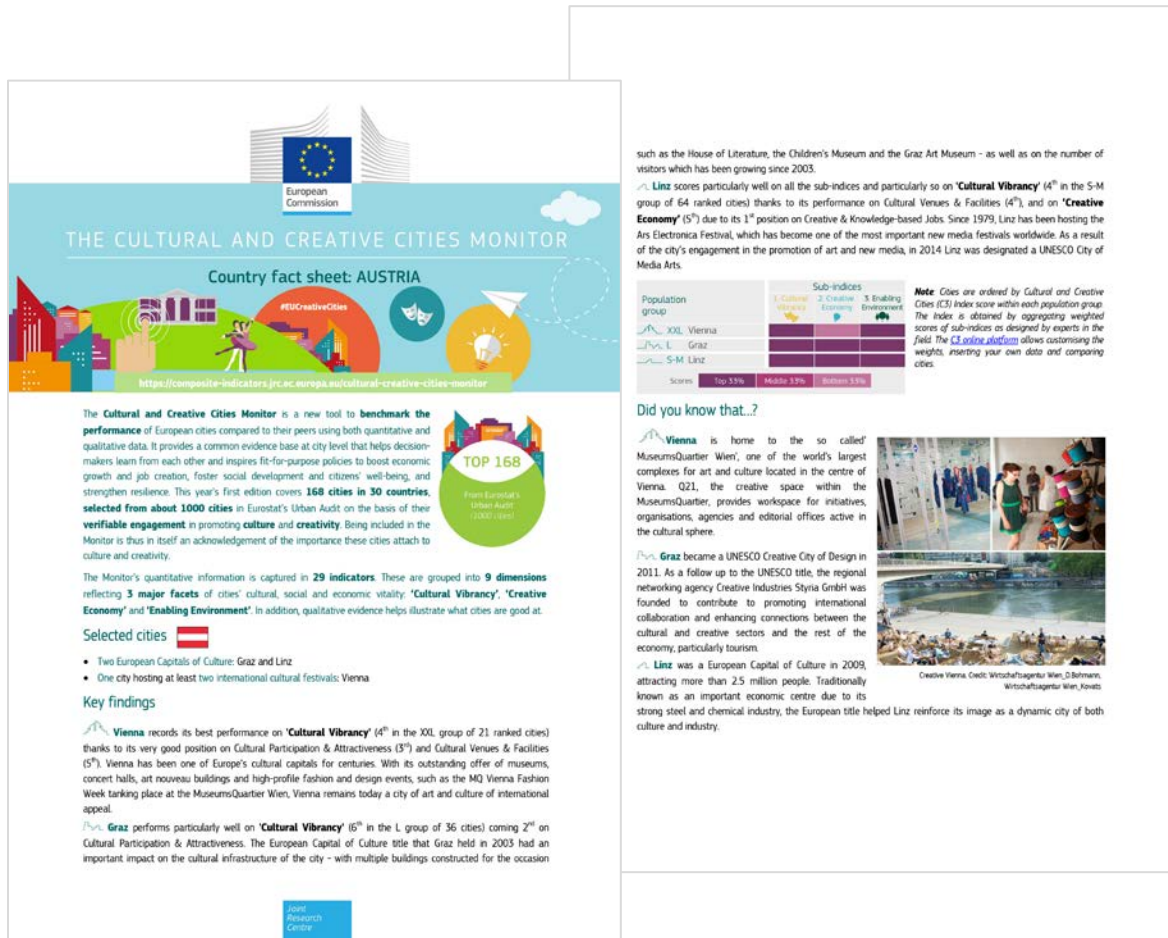 European
Commission
THE CULTURAL AND CREATIVE CITIES MONITOR
Country fact sheet: AUSTRIA
#EUCreativeCities
https://composite-indicators.jrc.ec.europa.eu/cultural-creative-cities-monitor
The Cultural and Creative Cities Monitor is a new tool to benchmark the
performance of European cities compared to their peers using both quantitative and
qualitative data. It provides a common evidence base at city level that helps decision-
makers learn from each other and inspires fit-for-purpose policies to boost economic
growth and job creation, foster social development and citizens' well-being, and
strengthen resilience. This year's first edition covers 168 cities in 30 countries,
selected from about 1000 cities in Eurostat's Urban Audit on the basis of their
verifiable engagement in promoting culture and creativity. Being included in the
Monitor is thus in itself an acknowledgement of the importance these cities attach to
culture and creativity.
TOP 168
From Eurostat's
Urban Audit
(1000 cities)
The Monitor's quantitative information is captured in 29 indicators. These are grouped into 9 dimensions
reflecting 3 major facets of cities' cultural, social and economic vitality: 'Cultural Vibrancy', 'Creative
Economy' and 'Enabling Environment'. In addition, qualitative evidence helps illustrate what cities are good at.
Selected cities
• Two European Capitals of Culture: Graz and Linz
• One city hosting at least two international cultural festivals: Vienna
Key findings
Vienna records its best performance on 'Cultural Vibrancy' (4th in the XXL group of 21 ranked cities)
thanks to its very good position on Cultural Participation & Attractiveness (3rd) and Cultural Venues & Facilities
(5th). Vienna has been one of Europe's cultural capitals for centuries. With its outstanding offer of museums,
concert halls, art nouveau buildings and high-profile fashion and design events, such as the MQ Vienna Fashion
Week tanking place at the MuseumsQuartier Wien, Vienna remains today a city of art and culture of international
appeal.
Graz performs particularly well on 'Cultural Vibrancy' (6th in the L group of 36 cities) coming 2nd on
Cultural Participation & Attractiveness. The European Capital of Culture title that Graz held in 2003 had an
important impact on the cultural infrastructure of the city – with multiple buildings constructed for the occasion
Joint
Research
Centre
such as the House of Literature, the Children's Museum and the Graz Art Museum – as well as on the number of
visitors which has been growing since 2003.
Linz scores particularly well on all the sub-indices and particularly so on 'Cultural Vibrancy' (4th in the S-M
group of 64 ranked cities) thanks to its performance on Cultural Venues & Facilities (4th), and on 'Creative
Economy' (5th) due to its 1st position on Creative & Knowledge-based Jobs. Since 1979, Linz has been hosting the
Ars Electronica Festival, which has become one of the most important new media festivals worldwide. As a result
of the city's engagement in the promotion of art and new media, in 2014 Linz was designated a UNESCO City of
Media Arts.
Sub-indices
Population
group
1. Cultural
Vibrancy
2. Creative
Economy
3. Enabling
Environment
XXL Vienna
L Graz
S-M Linz
Scores Top 33% Middle 33% Bottom 33%
Note: Cities are ordered by Cultural and Creative
Cities (C3) Index score within each population group.
The Index is obtained by aggregating weighted
scores of sub-indices as designed by experts in the
field. The C3 online platform allows customising the
weights, inserting your own data and comparing
cities.
Did you know that...?
Vienna is home to the so called'
MuseumsQuartier Wien', one of the world's largest
complexes for art and culture located in the centre of
Vienna. Q21, the creative space within the
MuseumsQuartier, provides workspace for initiatives,
organisations, agencies and editorial offices active in
the cultural sphere.
Graz became a UNESCO Creative City of Design in
2011. As a follow up to the UNESCO title, the regional
networking agency Creative Industries Styria GmbH was
founded to contribute to promoting international
collaboration and enhancing connections between the
cultural and creative sectors and the rest of the
economy, particularly tourism.
Creative Vienna. Credit: Wirtschaftsagentur Wien_D.Bohmann,
Wirtschaftsagentur Wien_Kovats
Linz was a European Capital of Culture in 2009,
attracting more than 2.5 million people. Traditionally
known as an important economic centre due to its
strong steel and chemical industry, the European title helped Linz reinforce its image as a dynamic city of both
culture and industry.